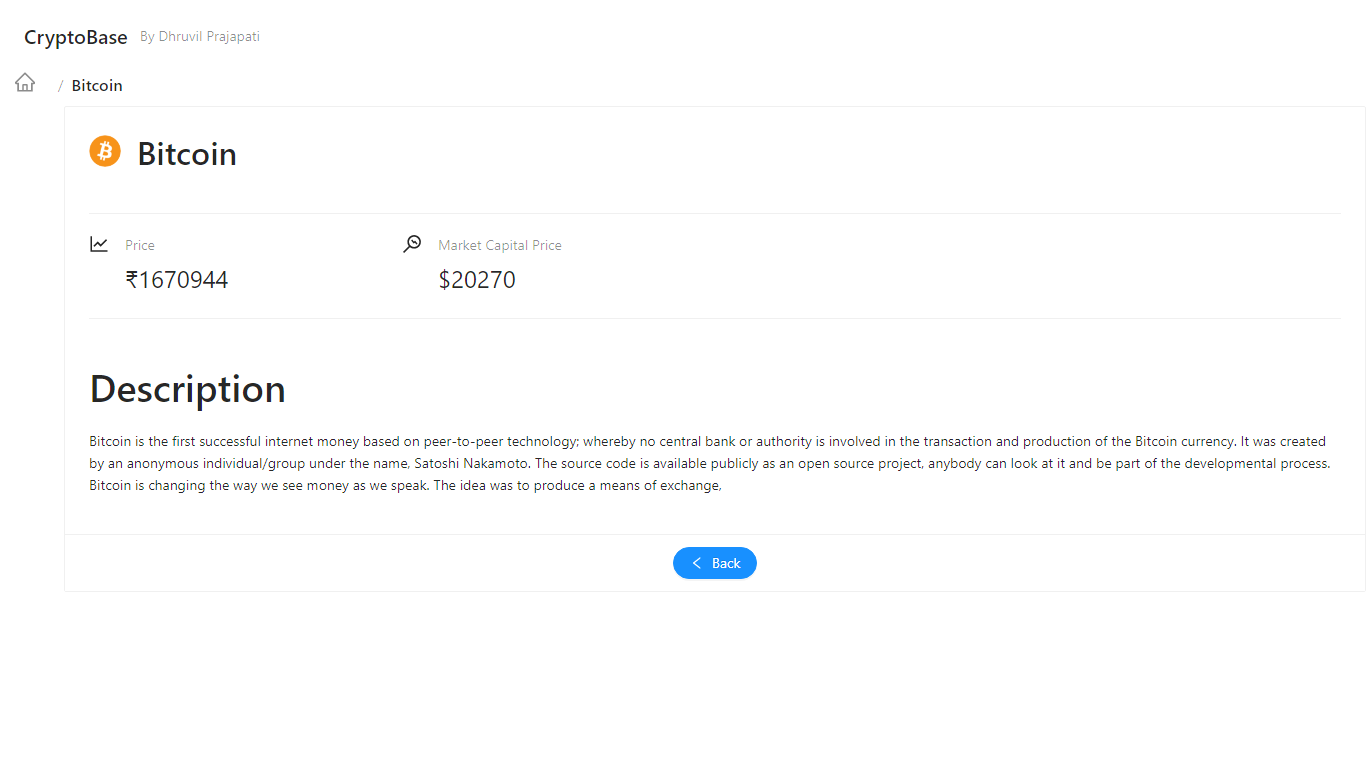 CryptoBase By Dhruvil Prajapati
/ Bitcoin
Bitcoin
Price
₹1670944
Market Capital Price
$20270
Description
Bitcoin is the first successful internet money based on peer-to-peer technology; whereby no central bank or authority is involved in the transaction and production of the Bitcoin currency. It was created
by an anonymous individual/group under the name, Satoshi Nakamoto. The source code is available publicly as an open source project, anybody can look at it and be part of the developmental process.
Bitcoin is changing the way we see money as we speak. The idea was to produce a means of exchange,
Back